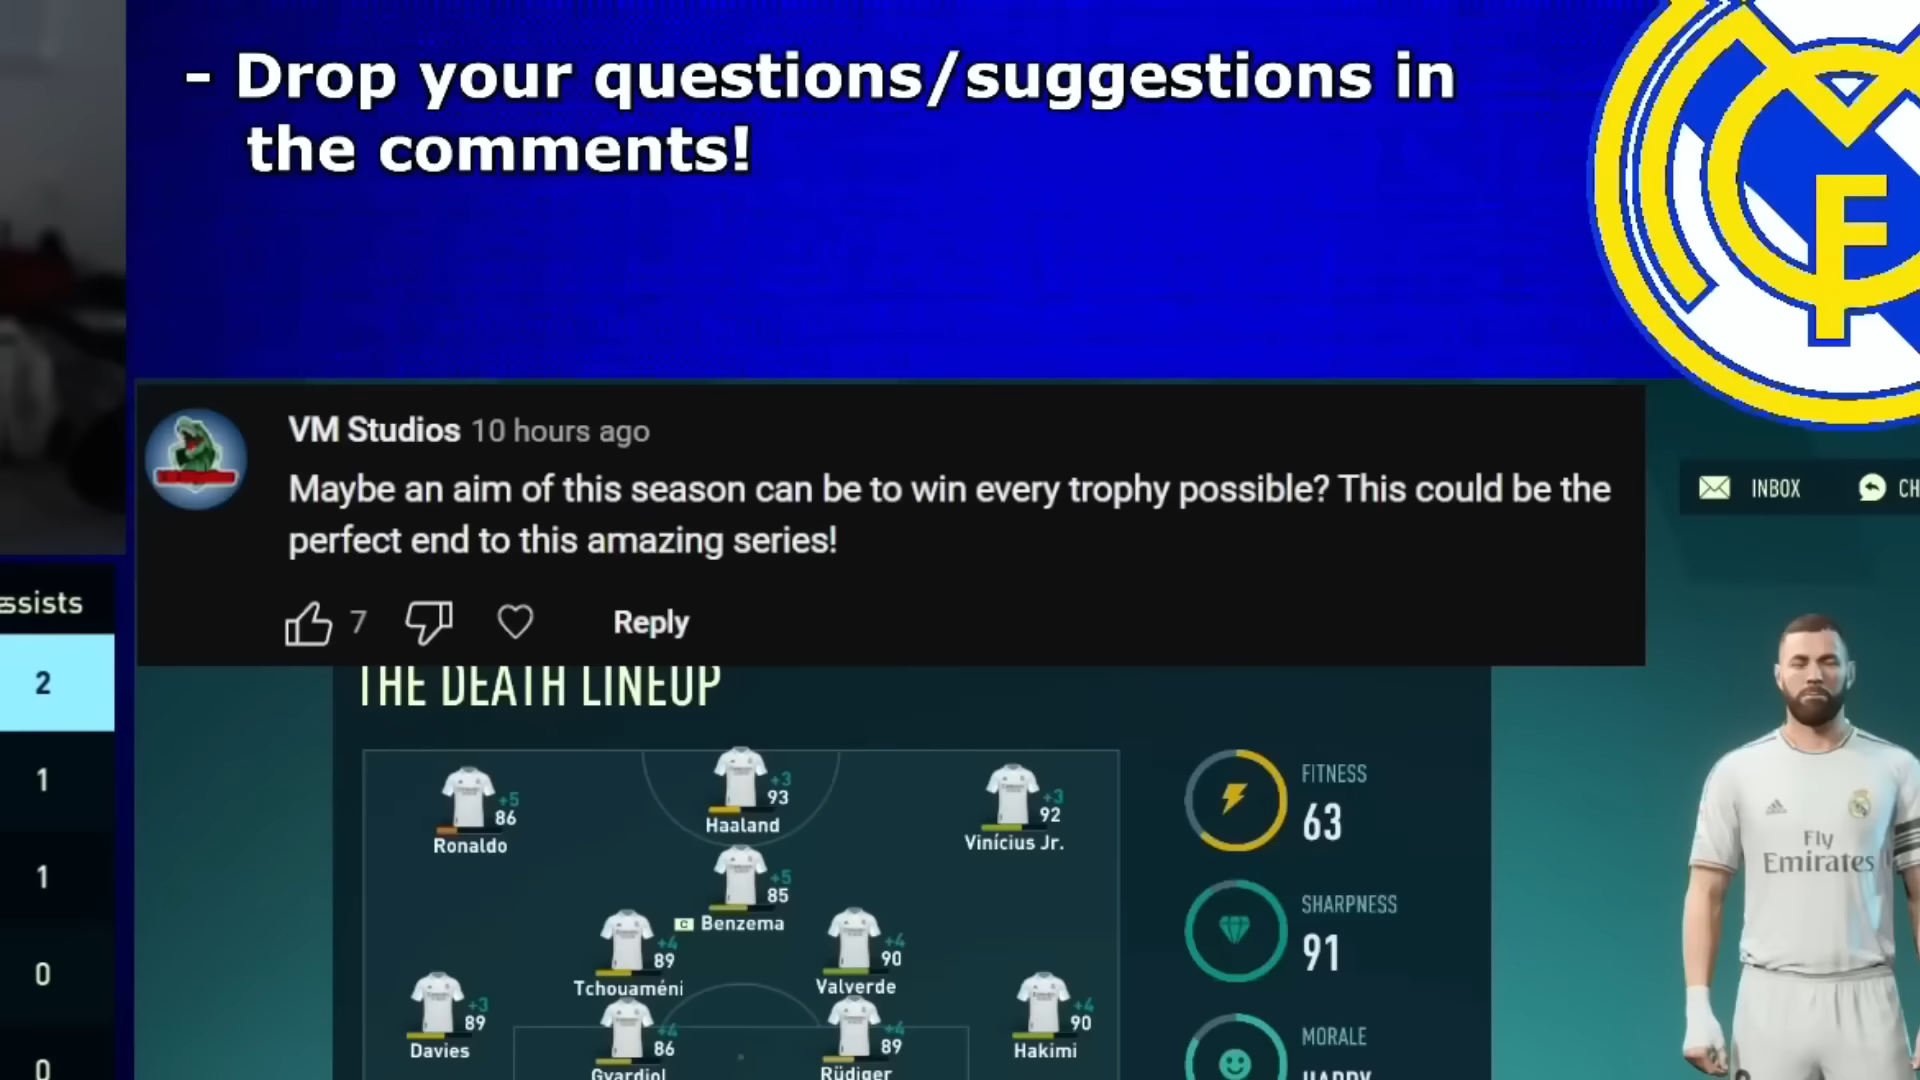 - Drop your questions/suggestions in
the comments!
VM Studios 10 hours ago
Maybe an aim of this season can be to win every trophy possible? This could be the
perfect end to this amazing series!
7 Reply
INBOX
ssists
2
1
1
0
0
THE DEATH LINEUP
+5
86
Ronaldo
+3
93
Haaland
+3
92
Vinícius Jr.
+5
85
C Benzema
+4
89
Tchouaméni
+4
90
Valverde
+3
89
Davies
+4
86
Gvardiol
+4
89
Rüdiger
+4
90
Hakimi
FITNESS
63
SHARPNESS
91
MORALE
HAPPY
Fly
Emirates